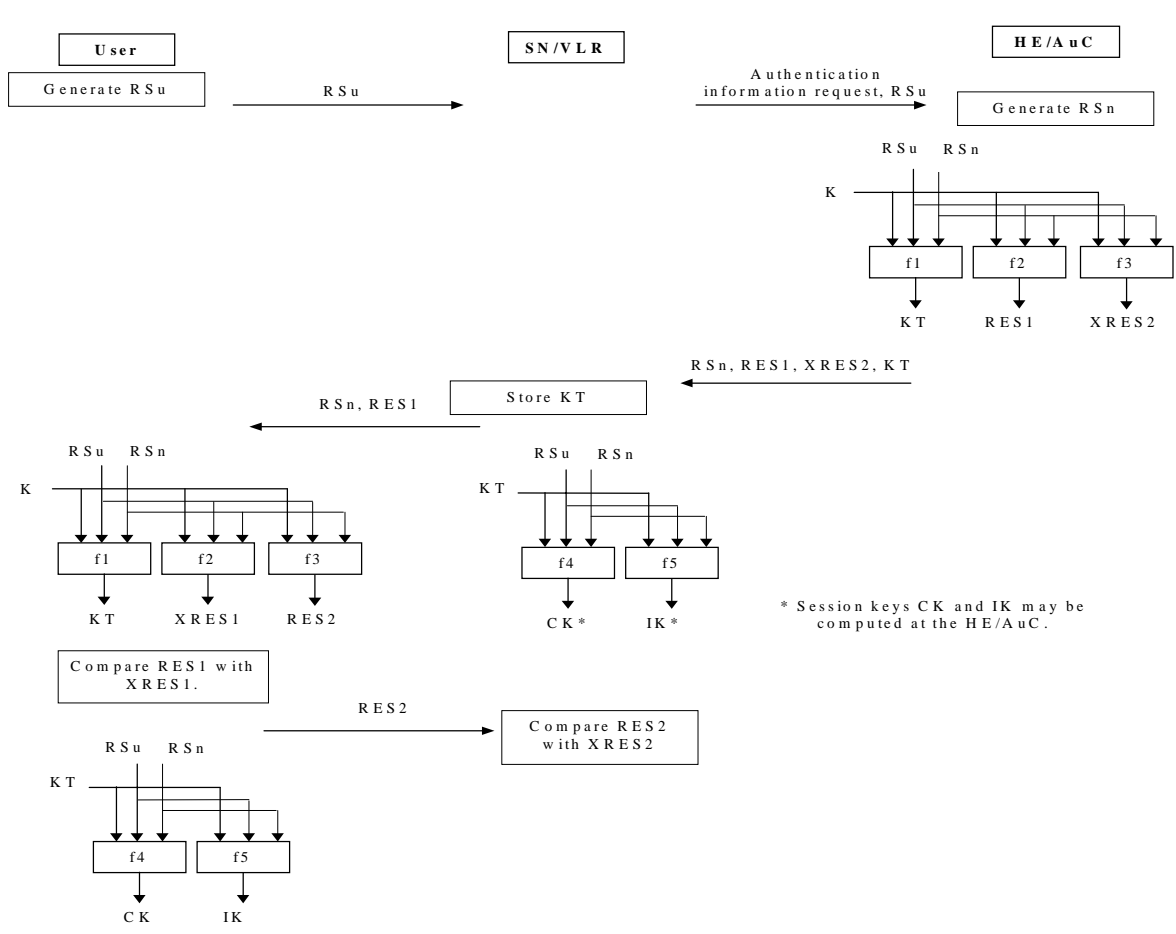 User
SN/VLR
HE/AuC
Generate RSu
RSu
Authentication
information request, RSu
Generate RSn
RSu RSn
K
f1 f2 f3
KT RES1 XRES2
RSn, RES1, XRES2, KT
Store KT
RSn, RES1
RSu RSn
K
f1 f2 f3
KT XRES1 RES2
RSu RSn
KT
f4 f5
CK* IK*
* Session keys CK and IK may be
computed at the HE/AuC.
Compare RES1 with
XRES1.
RES2
Compare RES2
with XRES2
RSu RSn
KT
f4 f5
CK IK